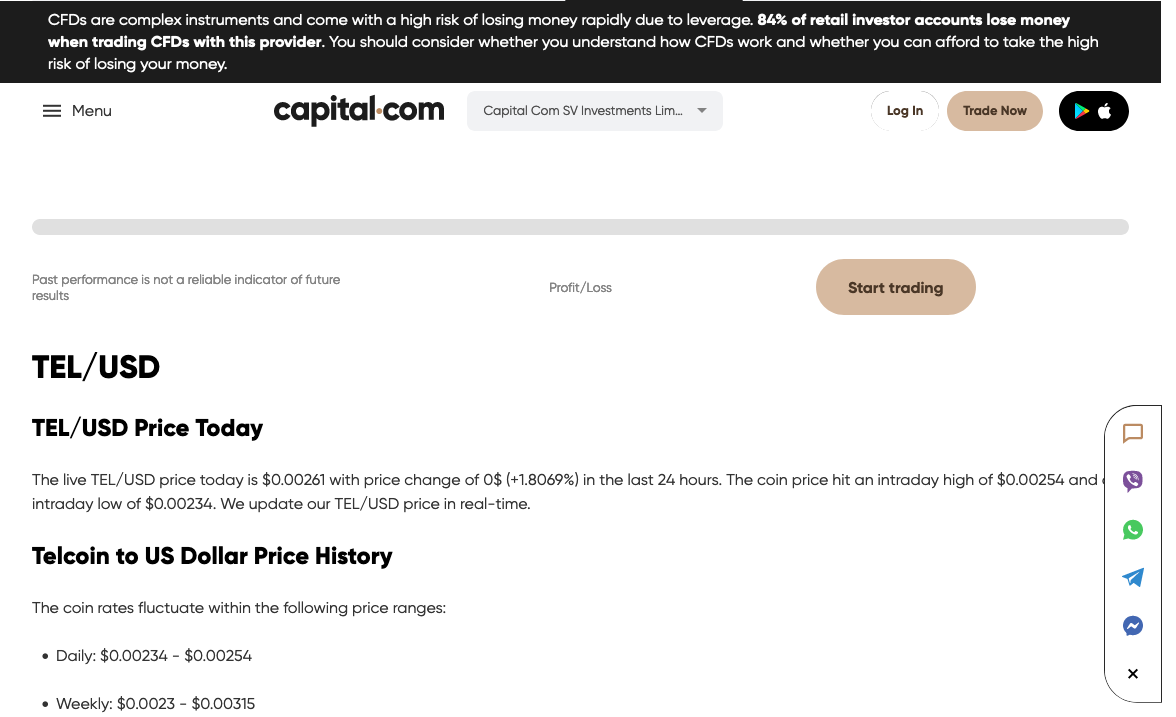 CFDs are complex instruments and come with a high risk of losing money rapidly due to leverage. 84% of retail investor accounts lose money
when trading CFDs with this provider. You should consider whether you understand how CFDs work and whether you can afford to take the high
risk of losing your money.
Menu
capital.com
Capital Com SV Investments Lim...
Log In
Trade Now
Past performance is not a reliable indicator of future
results
Profit/Loss
Start trading
TEL/USD
TEL/USD Price Today
The live TEL/USD price today is $0.00261 with price change of 0$ (+1.8069%) in the last 24 hours. The coin price hit an intraday high of $0.00254 and
intraday low of $0.00234. We update our TEL/USD price in real-time.
Telcoin to US Dollar Price History
The coin rates fluctuate within the following price ranges:
• Daily: $0.00234 - $0.00254
• Weekly: $0.0023 - $0.00315